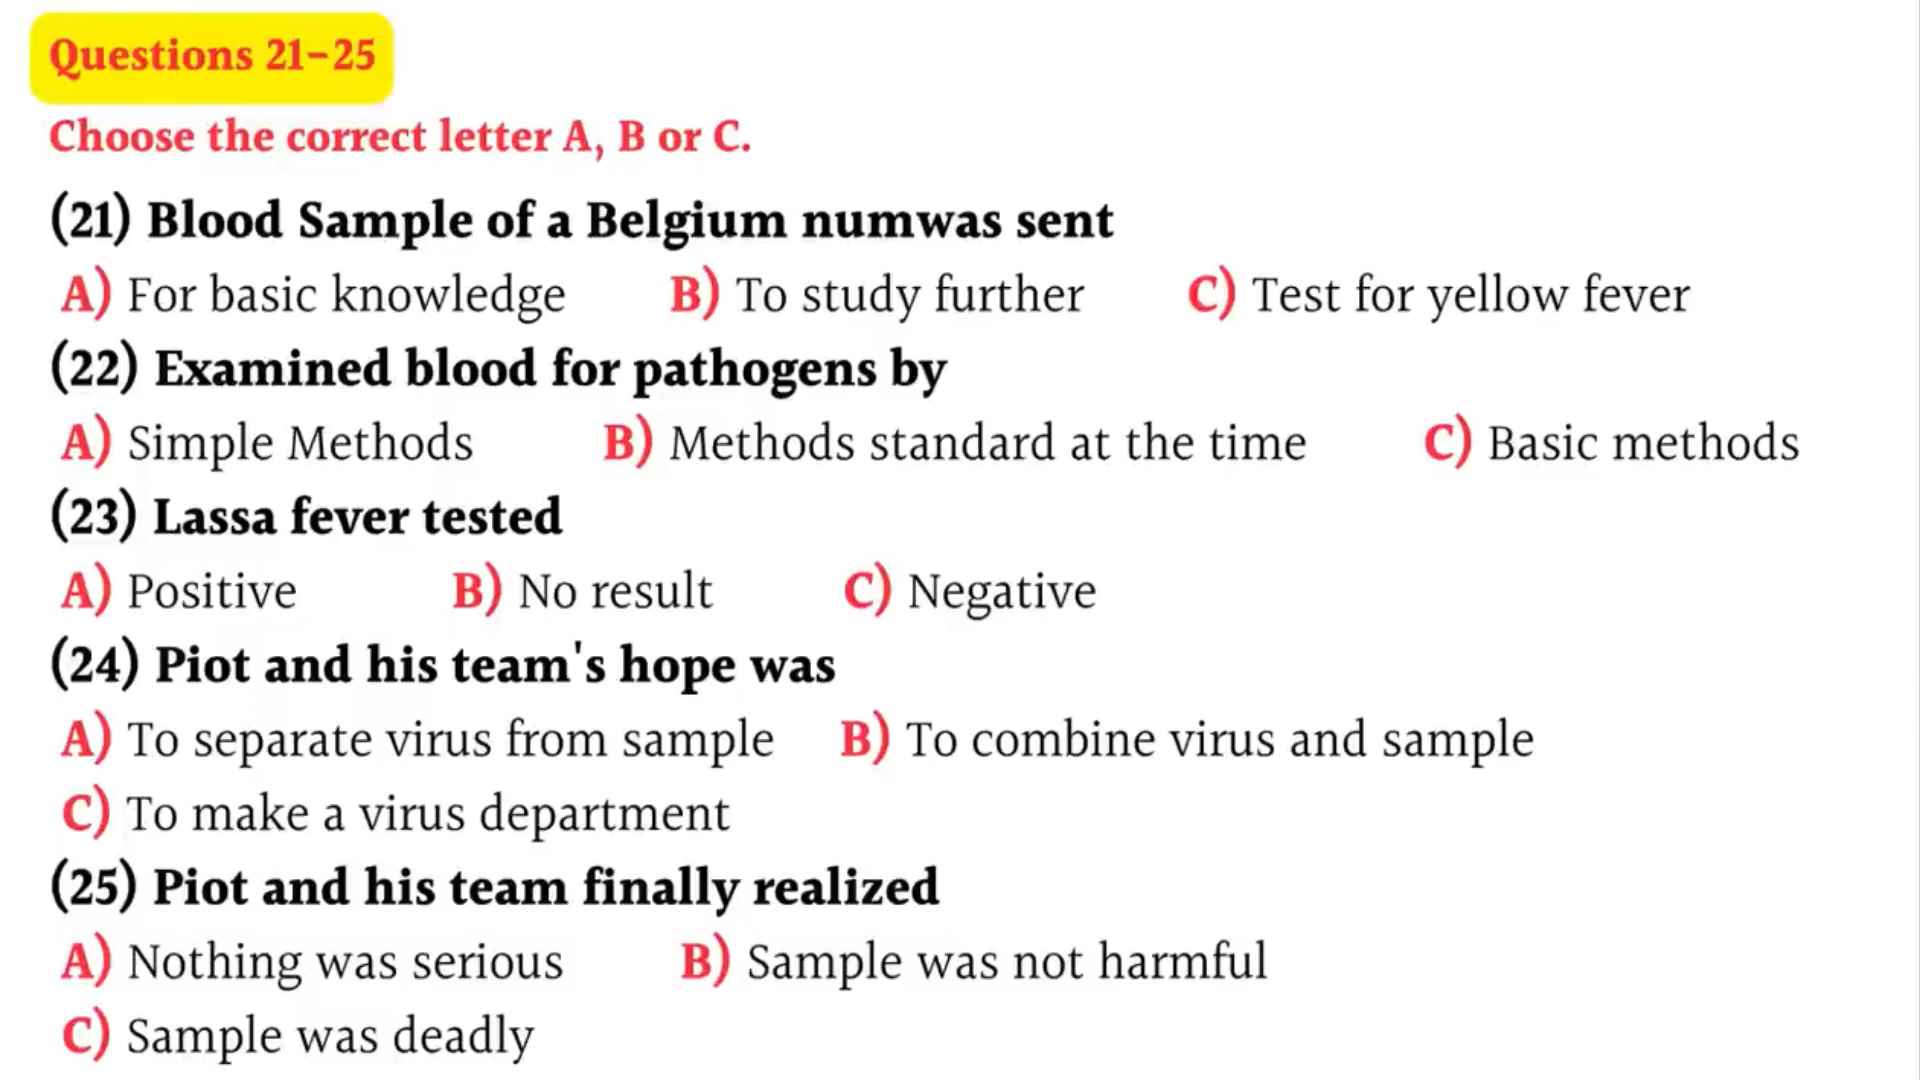 Questions 21–25
Choose the correct letter A, B or C.
(21) Blood Sample of a Belgium numwas sent
A) For basic knowledge B) To study further C) Test for yellow fever
(22) Examined blood for pathogens by
A) Simple Methods B) Methods standard at the time C) Basic methods
(23) Lassa fever tested
A) Positive B) No result C) Negative
(24) Piot and his team's hope was
A) To separate virus from sample B) To combine virus and sample
C) To make a virus department
(25) Piot and his team finally realized
A) Nothing was serious B) Sample was not harmful
C) Sample was deadly